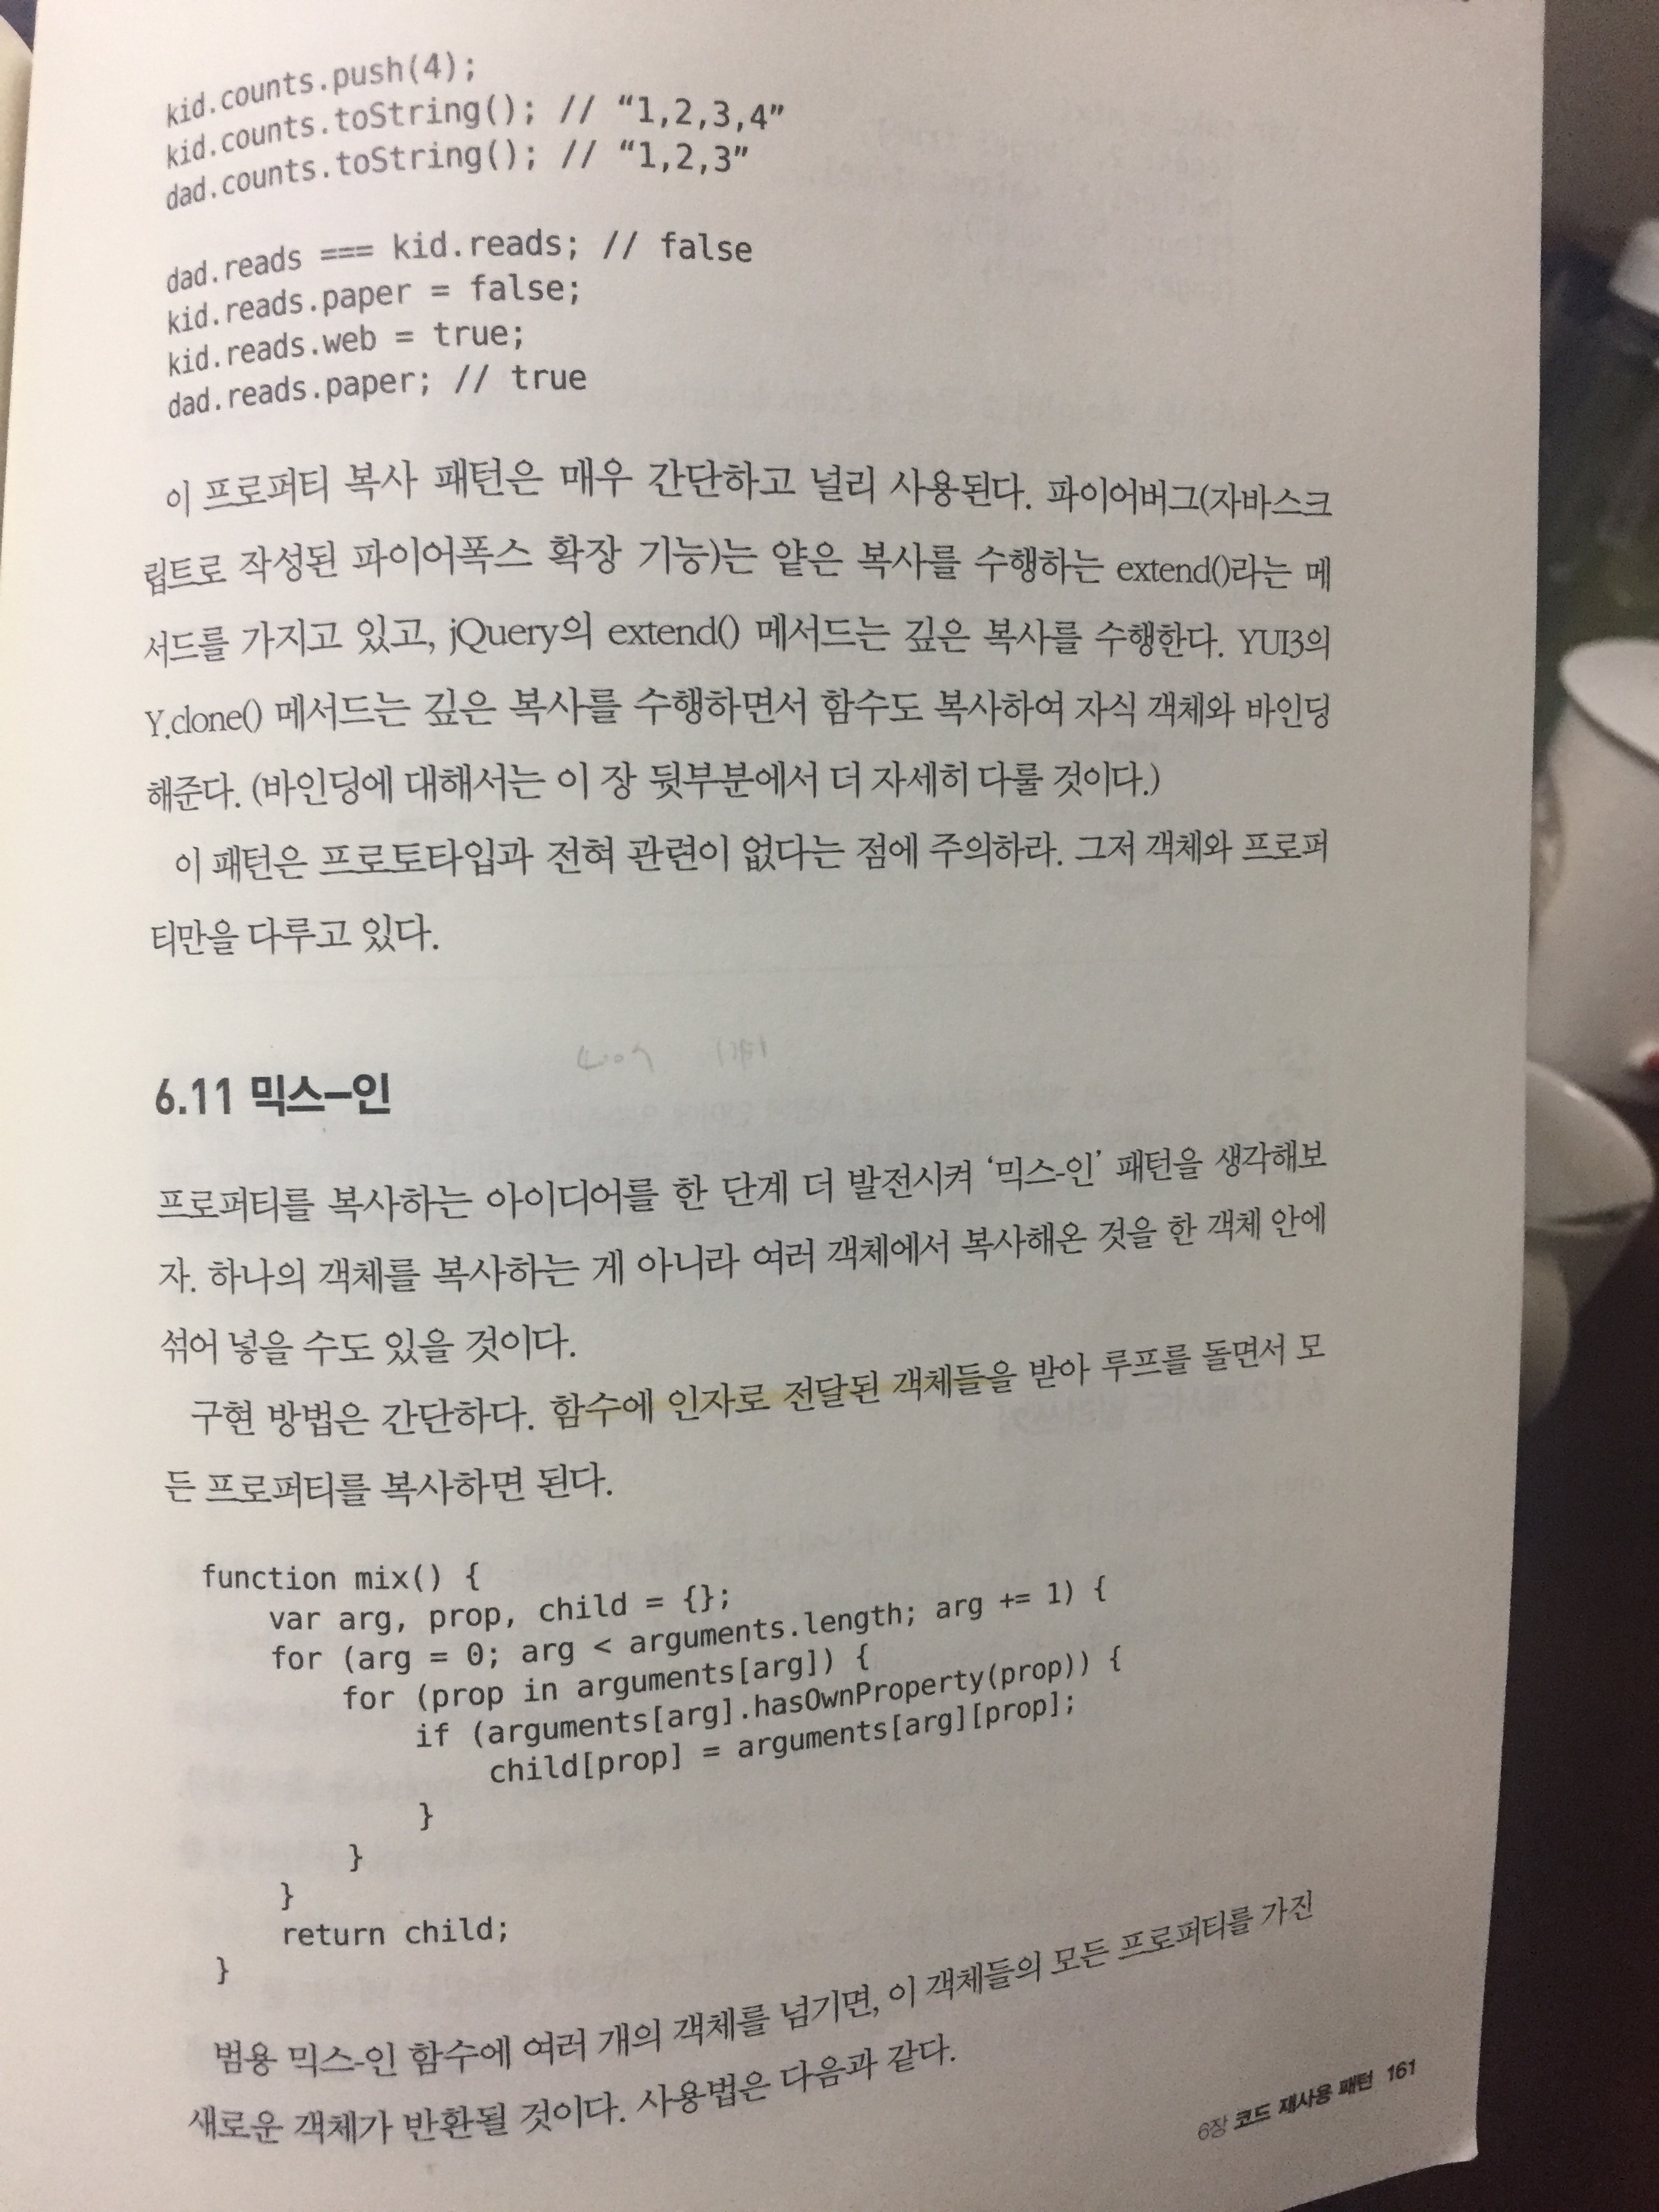 kid.counts.push(4);
kid.counts.toString(); // “1,2,3,4”
dad.counts.toString(); // “1,2,3”
dad.reads === kid.reads; // false
kid.reads.paper = false;
kid.reads.web = true;
dad.reads.paper; // true
이 프로퍼티 복사 패턴은 매우 간단하고 널리 사용된다. 파이어버그(자바스크
립트로 작성된 파이어폭스 확장 기능)는 얕은 복사를 수행하는 extend()라는 메
서드를 가지고 있고, jQuery의 extend() 메서드는 깊은 복사를 수행한다. YUI3의
Y.clone() 메서드는 깊은 복사를 수행하면서 함수도 복사하여 자식 객체와 바인딩
해준다. (바인딩에 대해서는 이 장 뒷부분에서 더 자세히 다룰 것이다.)
이 패턴은 프로토타입과 전혀 관련이 없다는 점에 주의하라. 그저 객체와 프로퍼
티만을 다루고 있다.
6.11 믹스-인
프로퍼티를 복사하는 아이디어를 한 단계 더 발전시켜 ‘믹스-인’ 패턴을 생각해보
자. 하나의 객체를 복사하는 게 아니라 여러 객체에서 복사해온 것을 한 객체 안에
섞어 넣을 수도 있을 것이다.
구현 방법은 간단하다. 함수에 인자로 전달된 객체들을 받아 루프를 돌면서 모
든 프로퍼티를 복사하면 된다.
function mix() {
var arg, prop, child = {};
for (arg = 0; arg < arguments.length; arg += 1) {
for (prop in arguments[arg]) {
if (arguments[arg].hasOwnProperty(prop)) {
child[prop] = arguments[arg][prop];
}
}
}
return child;
}
범용 믹스-인 함수에 여러 개의 객체를 넘기면, 이 객체들의 모든 프로퍼티를 가진
새로운 객체가 반환될 것이다. 사용법은 다음과 같다.
6장 코드 재사용 패턴 161